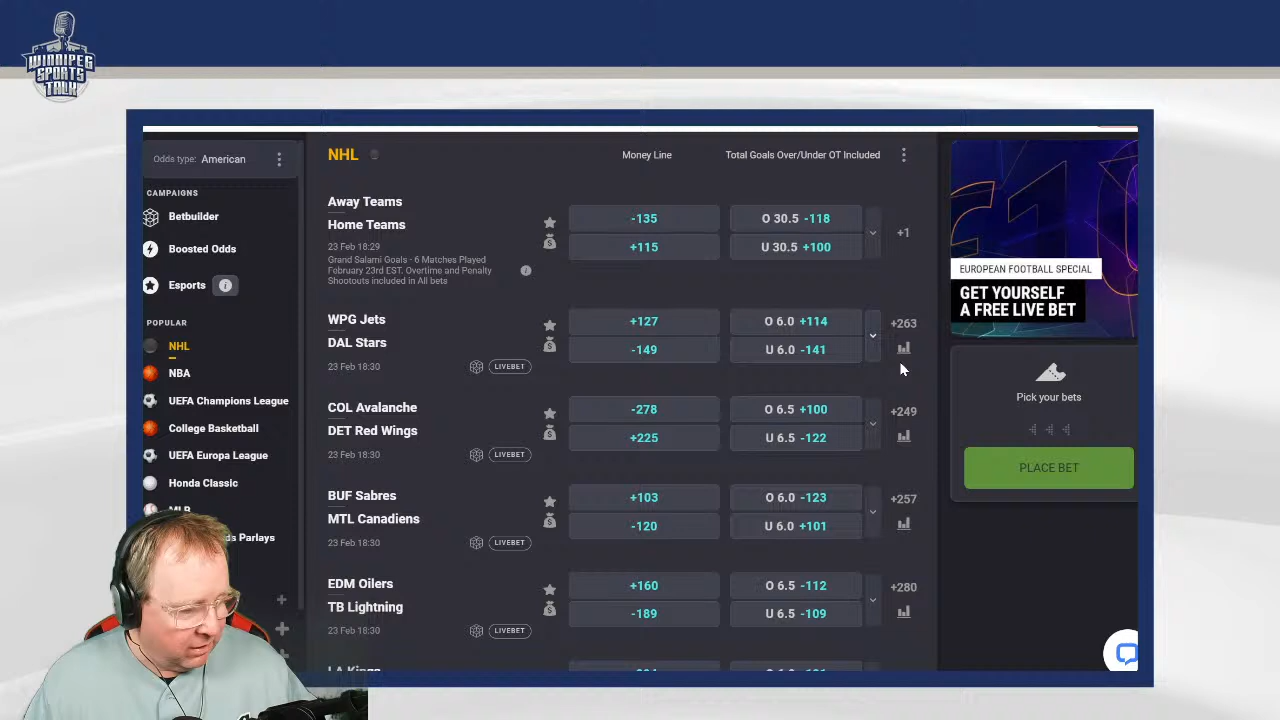 WINNIPEG
SPORTS
TALK
Odds type: American
CAMPAIGNS
Betbuilder
Boosted Odds
Esports
POPULAR
NHL
NBA
UEFA Champions League
College Basketball
UEFA Europa League
Honda Classic
MLB
ds Parlays
NHL
Money Line
Total Goals Over/Under OT Included
Away Teams
Home Teams
23 Feb 18:29
Grand Salami Goals - 6 Matches Played
February 23rd EST. Overtime and Penalty
Shootouts included in All bets
-135
O 30.5 -118
+115
U 30.5 +100
+1
WPG Jets
DAL Stars
23 Feb 18:30
LIVEBET
+127
O 6.0 +114
-149
U 6.0 -141
+263
COL Avalanche
DET Red Wings
23 Feb 18:30
LIVEBET
-278
O 6.5 +100
+225
U 6.5 -122
+249
BUF Sabres
MTL Canadiens
23 Feb 18:30
LIVEBET
+103
O 6.0 -123
-120
U 6.0 +101
+257
EDM Oilers
TB Lightning
23 Feb 18:30
LIVEBET
+160
O 6.5 -112
-189
U 6.5 -109
+280
LA Kings
EUROPEAN FOOTBALL SPECIAL
GET YOURSELF
A FREE LIVE BET
Pick your bets
PLACE BET